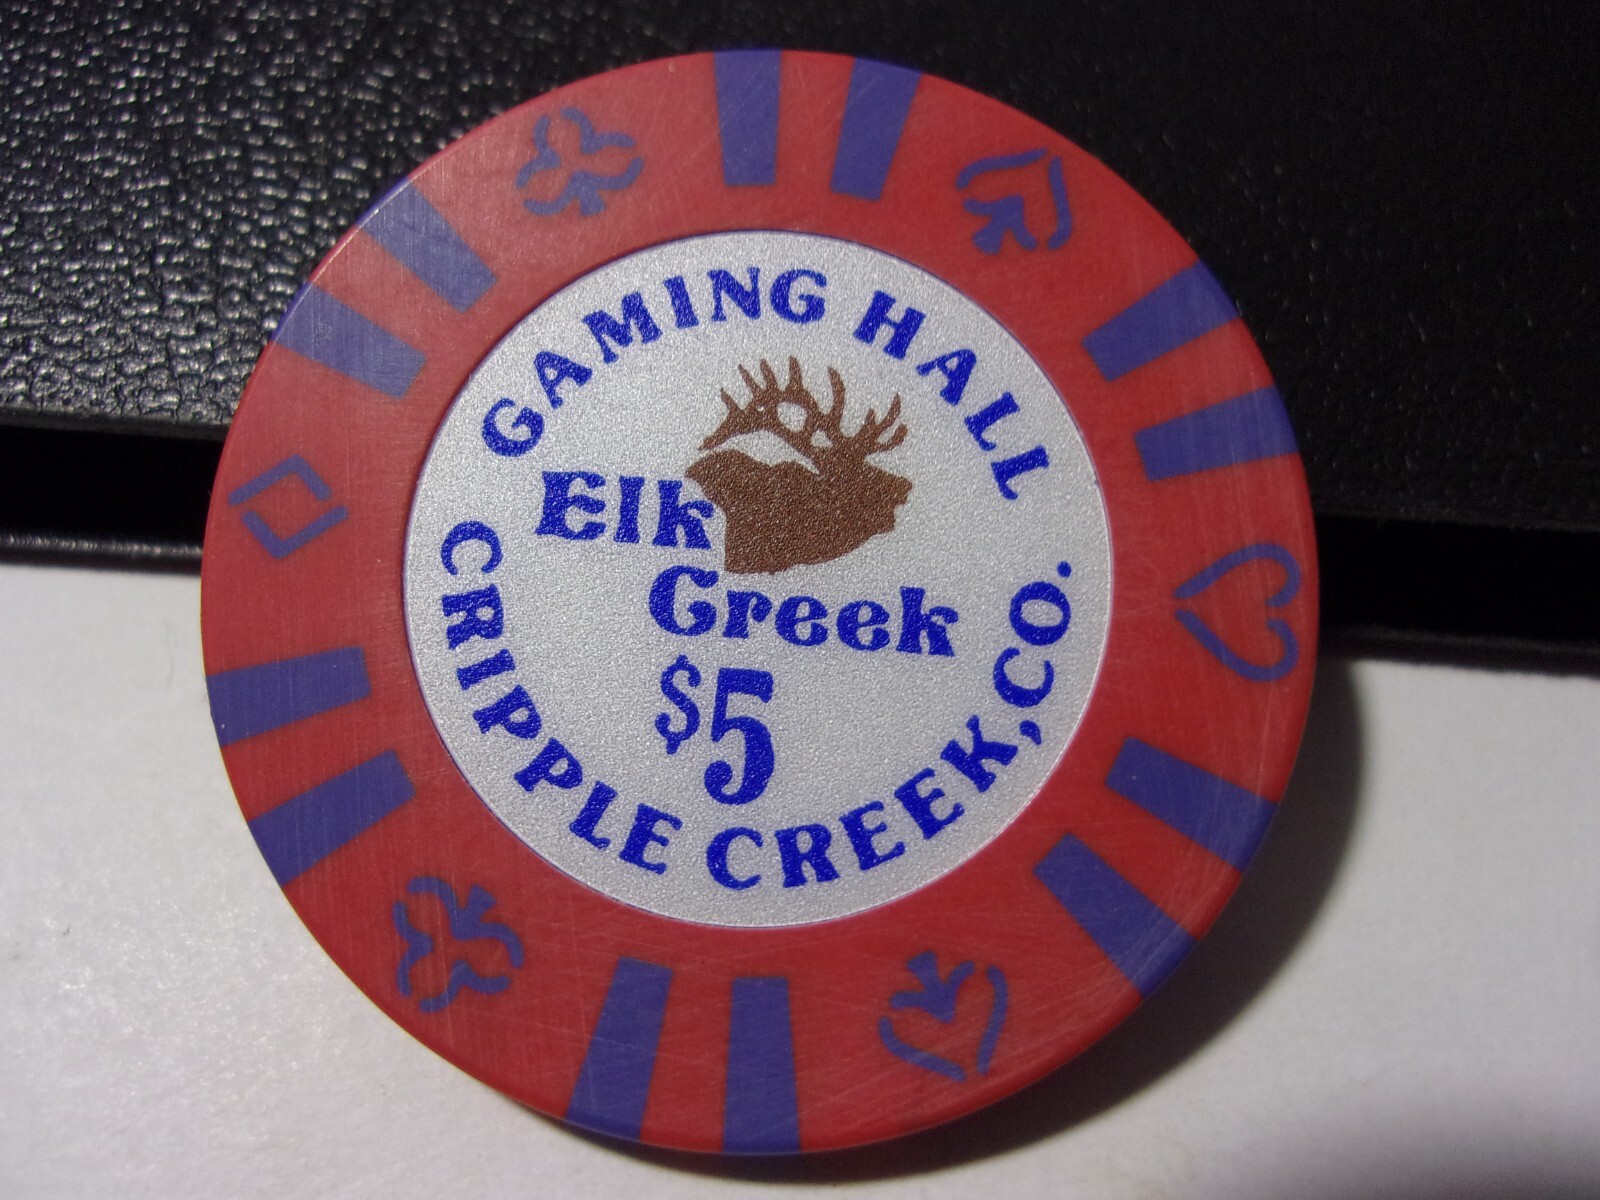 GAMING HALL
Elk
Creek
$5
CRIPPLE CREEK, CO.